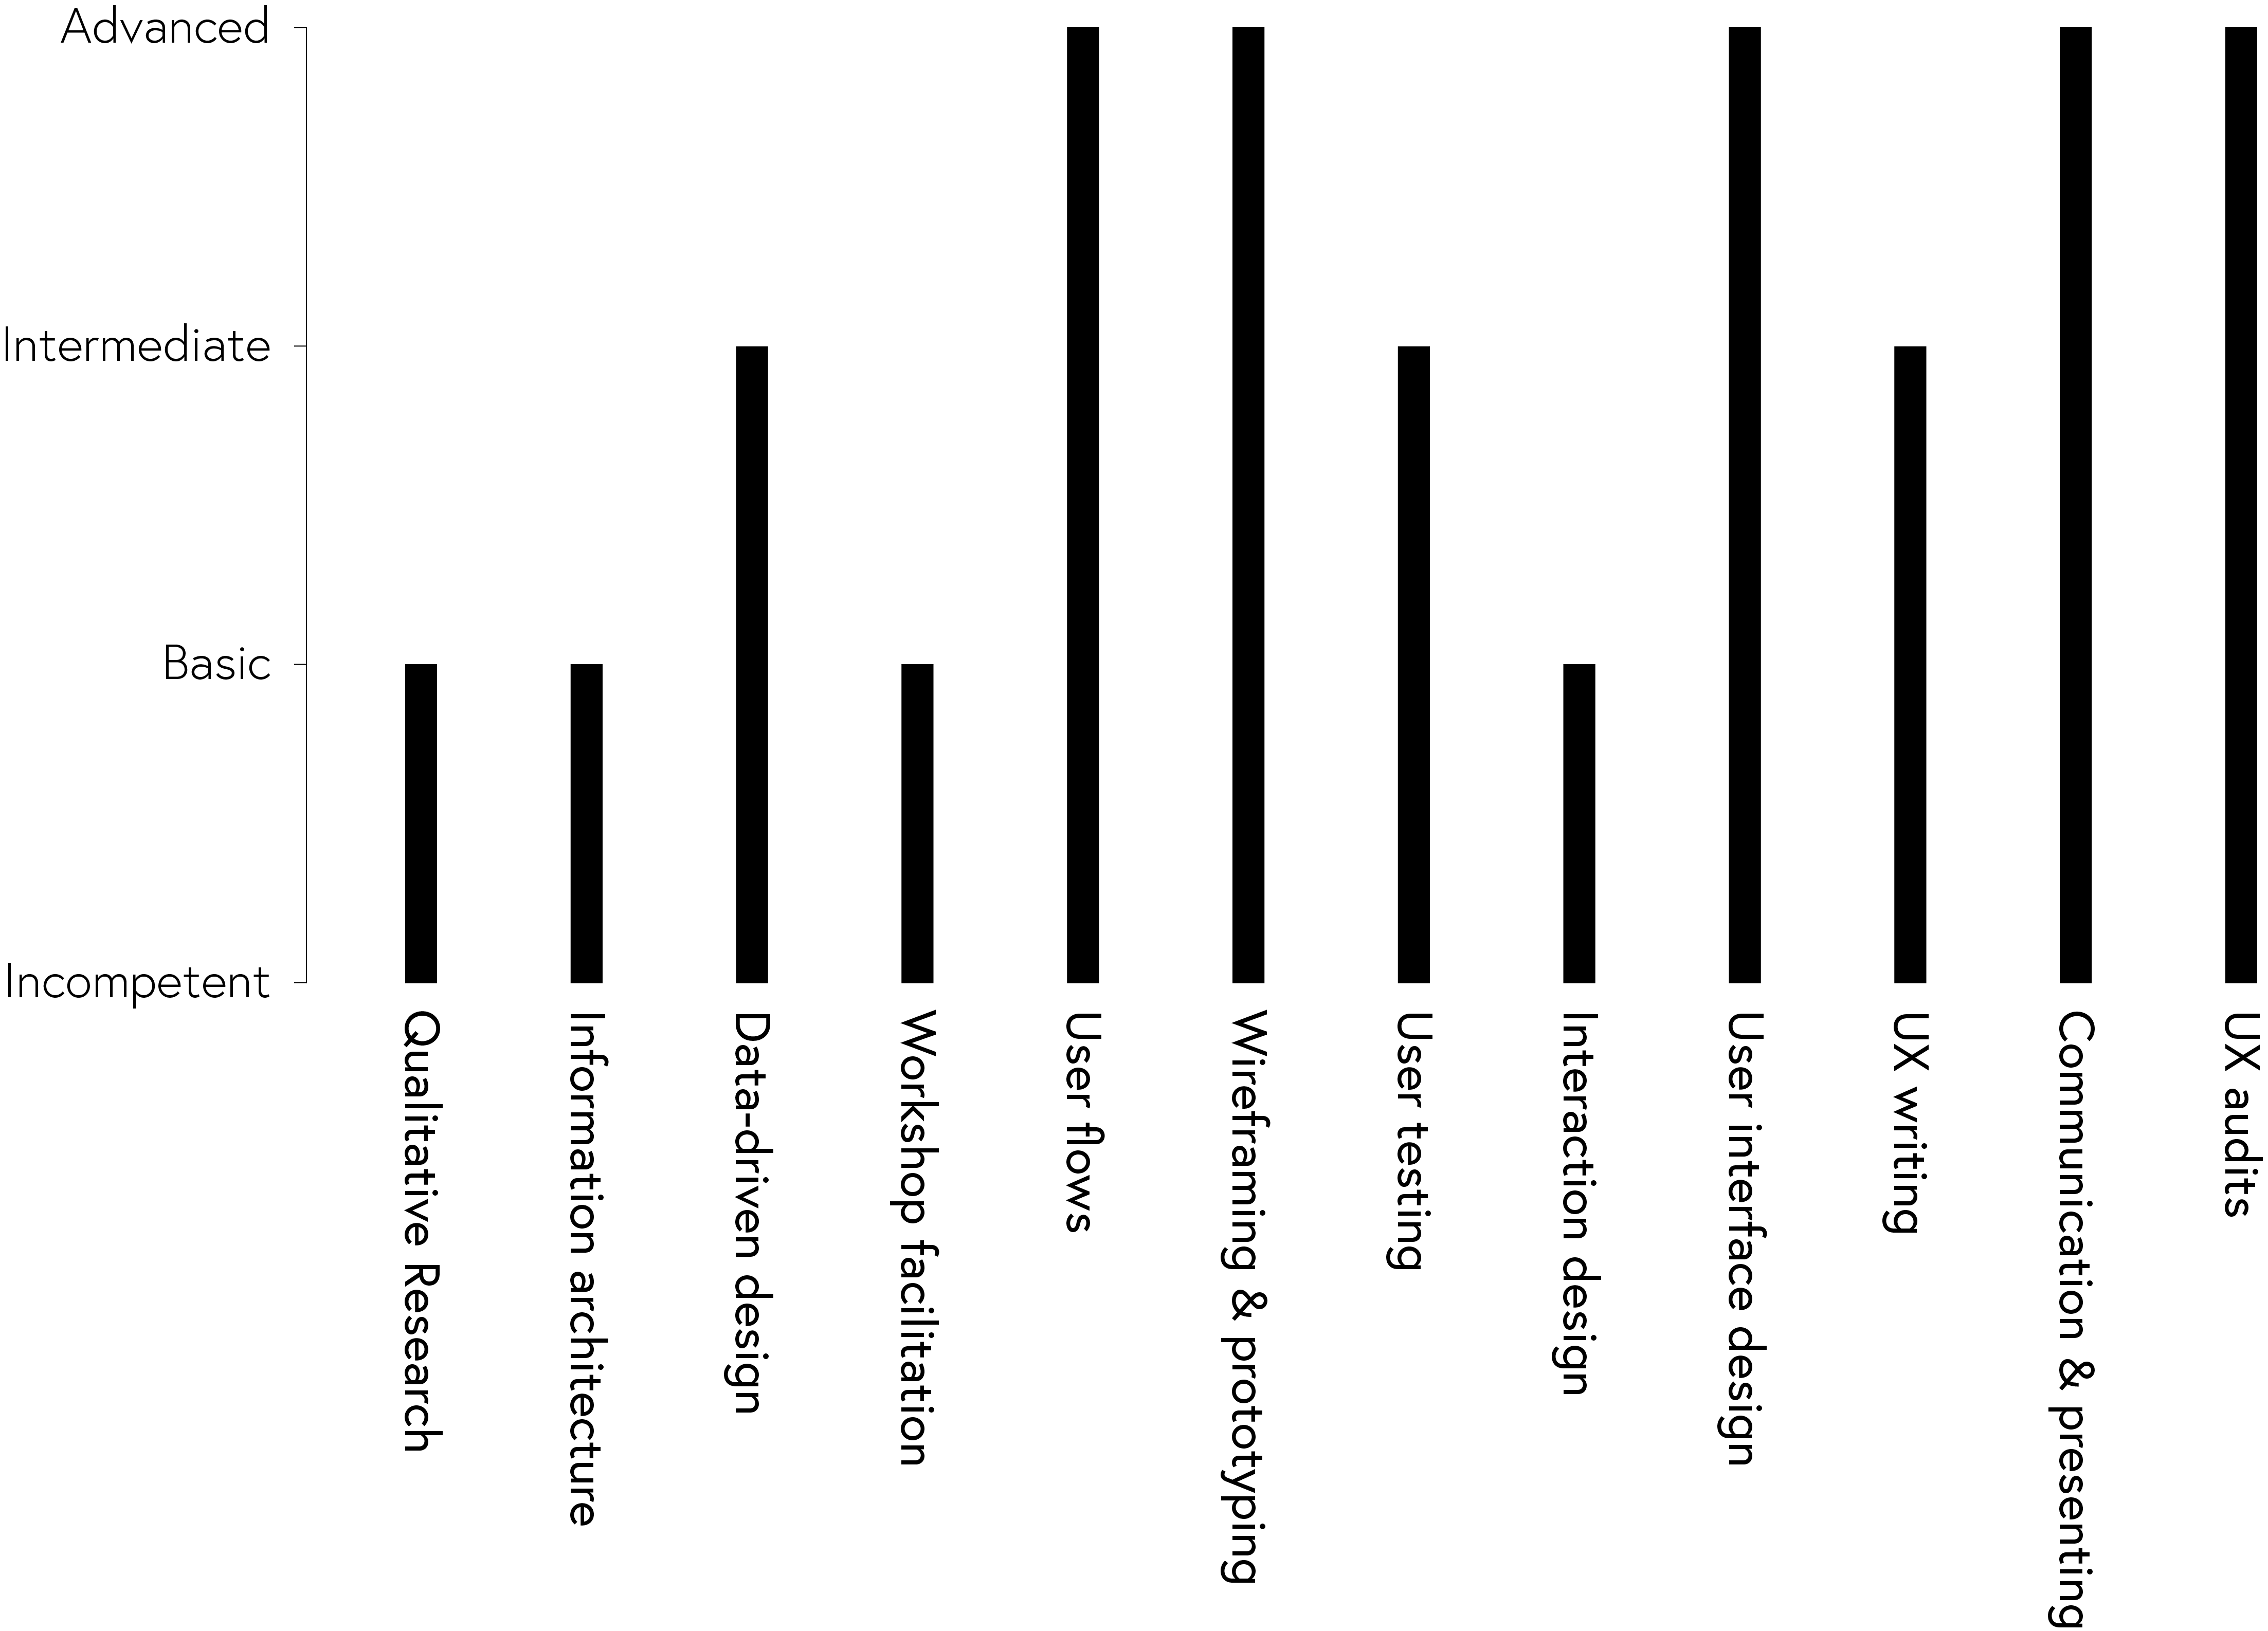 Advanced
Intermediate
Basic
Incompetent
Qualitative Research
Information architecture
Data-driven design
Workshop facilitation
User flows
Wireframing & prototyping
User testing
Interaction design
User interface design
UX writing
Communication & presenting
UX audits